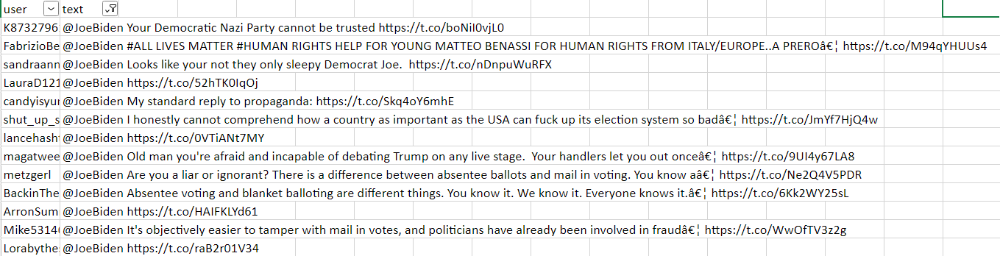 user text
K8732796 @JoeBiden Your Democratic Nazi Party cannot be trusted https://t.co/boNil0vjL0
FabrizioBe @JoeBiden #ALL LIVES MATTER #HUMAN RIGHTS HELP FOR YOUNG MATTEO BENASSI FOR HUMAN RIGHTS FROM ITALY/EUROPE..A PREROâ€¦ https://t.co/M94qYHUUs4
sandraann @JoeBiden Looks like your not they only sleepy Democrat Joe.  https://t.co/nDnpuWuRFX
LauraD121 @JoeBiden https://t.co/52hTK0IqOj
candyisyur @JoeBiden My standard reply to propaganda: https://t.co/Skq4oY6mhE
shut_up_s @JoeBiden I honestly cannot comprehend how a country as important as the USA can fuck up its election system so badâ€¦ https://t.co/JmYf7HjQ4w
lancehasht @JoeBiden https://t.co/0VTiANt7MY
magatwee @JoeBiden Old man you're afraid and incapable of debating Trump on any live stage.  Your handlers let you out onceâ€¦ https://t.co/9UI4y67LA8
metzgerl @JoeBiden Are you a liar or ignorant? There is a difference between absentee ballots and mail in voting. You know aâ€¦ https://t.co/Ne2Q4V5PDR
BackinThe @JoeBiden Absentee voting and blanket balloting are different things. You know it. We know it. Everyone knows it.â€¦ https://t.co/6Kk2WY25sL
ArronSum @JoeBiden https://t.co/HAIFKLYd61
Mike5314 @JoeBiden It's objectively easier to tamper with mail in votes, and politicians have already been involved in fraudâ€¦ https://t.co/WwOfTV3z2g
Lorabythe @JoeBiden https://t.co/raB2r01V34